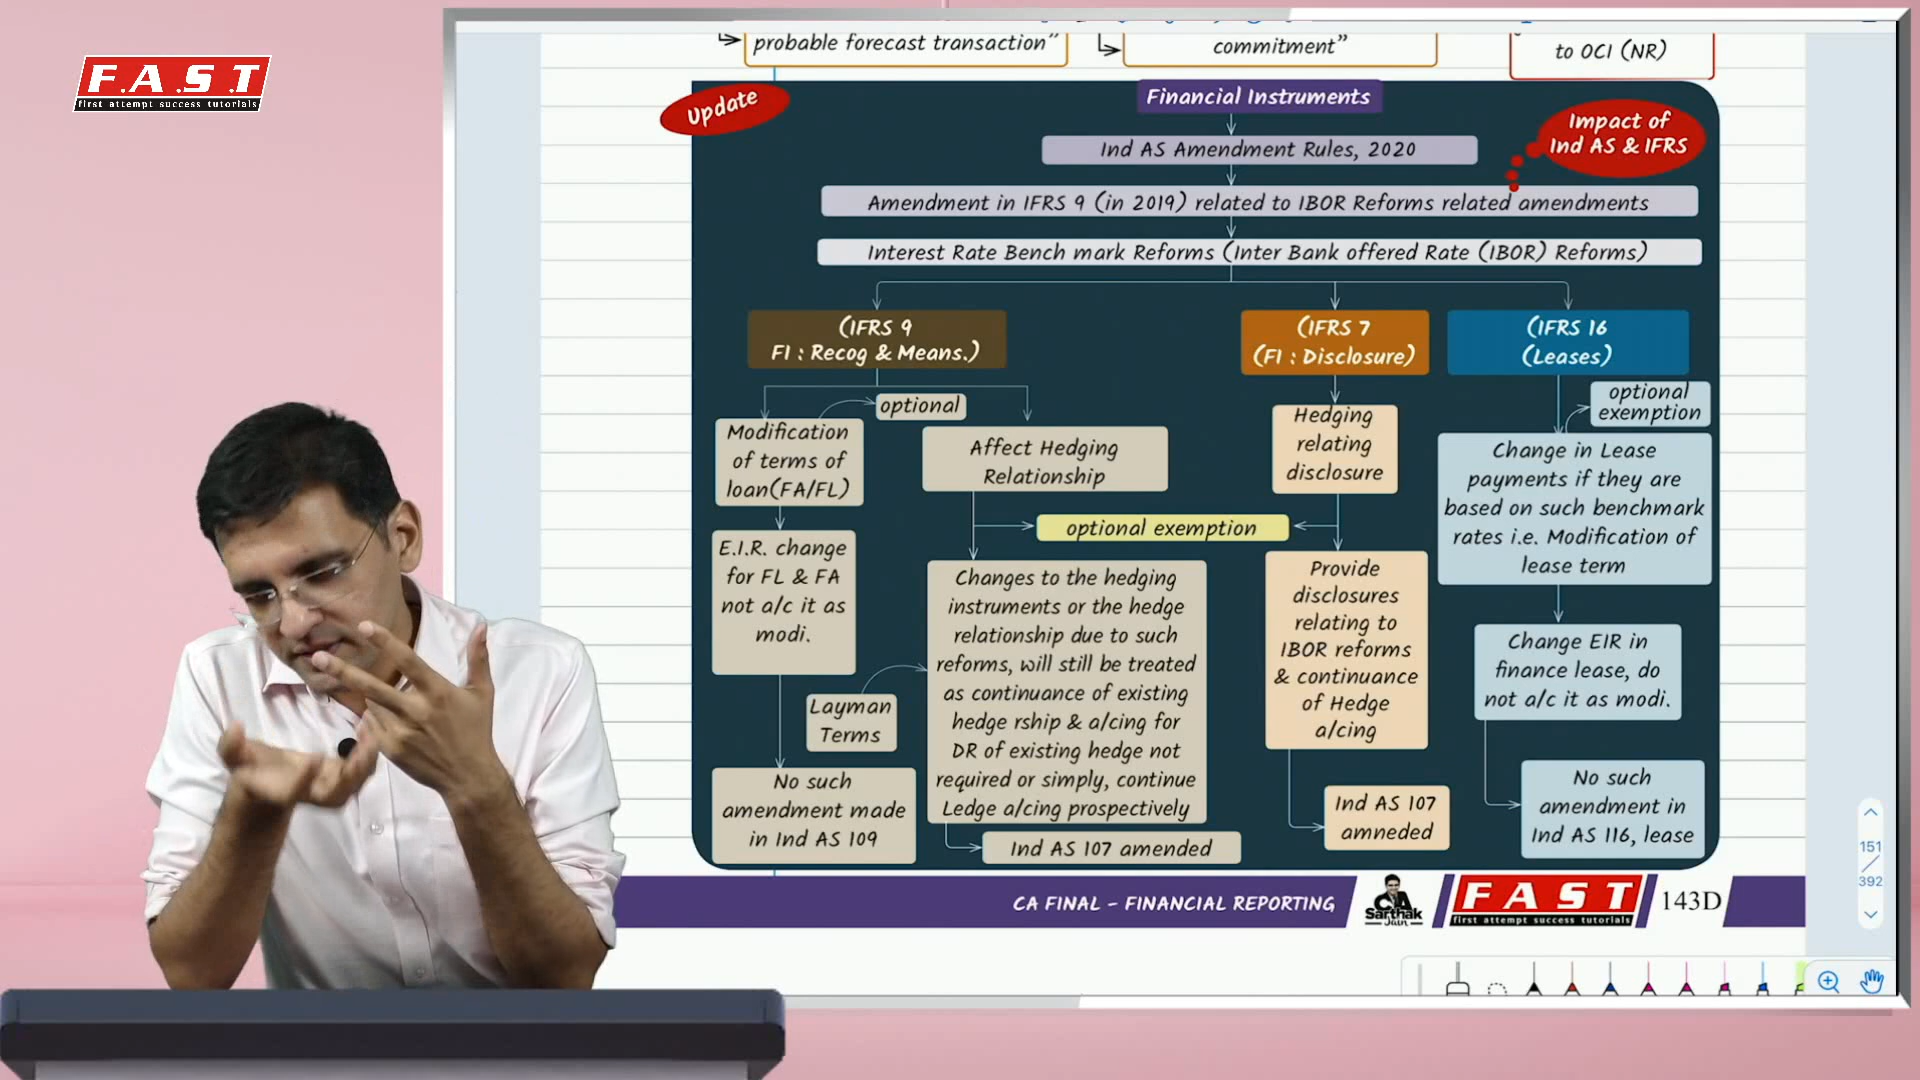 F.A.S.T
first attempt success tutorials
probable forecast transaction”
commitment”
to OCI (NR)
Update
Financial Instruments
Impact of
Ind AS & IFRS
Ind AS Amendment Rules, 2020
Amendment in IFRS 9 (in 2019) related to IBOR Reforms related amendments
Interest Rate Bench mark Reforms (Inter Bank offered Rate (IBOR) Reforms)
(IFRS 9
FI : Recog & Means.)
optional
Modification
of terms of
loan(FA/FL)
E.I.R. change
for FL & FA
not a/c it as
modi.
No such
amendment made
in Ind AS 109
Affect Hedging
Relationship
optional exemption
Layman
Terms
Changes to the hedging
instruments or the hedge
relationship due to such
reforms, will still be treated
as continuance of existing
hedge rship & a/cing for
DR of existing hedge not
required or simply, continue
Ledge a/cing prospectively
Ind AS 107 amended
(IFRS 7
(FI : Disclosure)
Hedging
relating
disclosure
Provide
disclosures
relating to
IBOR reforms
& continuance
of Hedge
a/cing
Ind AS 107
amneded
(IFRS 16
(Leases)
optional
exemption
Change in Lease
payments if they are
based on such benchmark
rates i.e. Modification of
lease term
Change EIR in
finance lease, do
not a/c it as modi.
No such
amendment in
Ind AS 116, lease
151
392
CA FINAL – FINANCIAL REPORTING
CA
Sarthak
Jain
FAST
first attempt success tutorials
143D